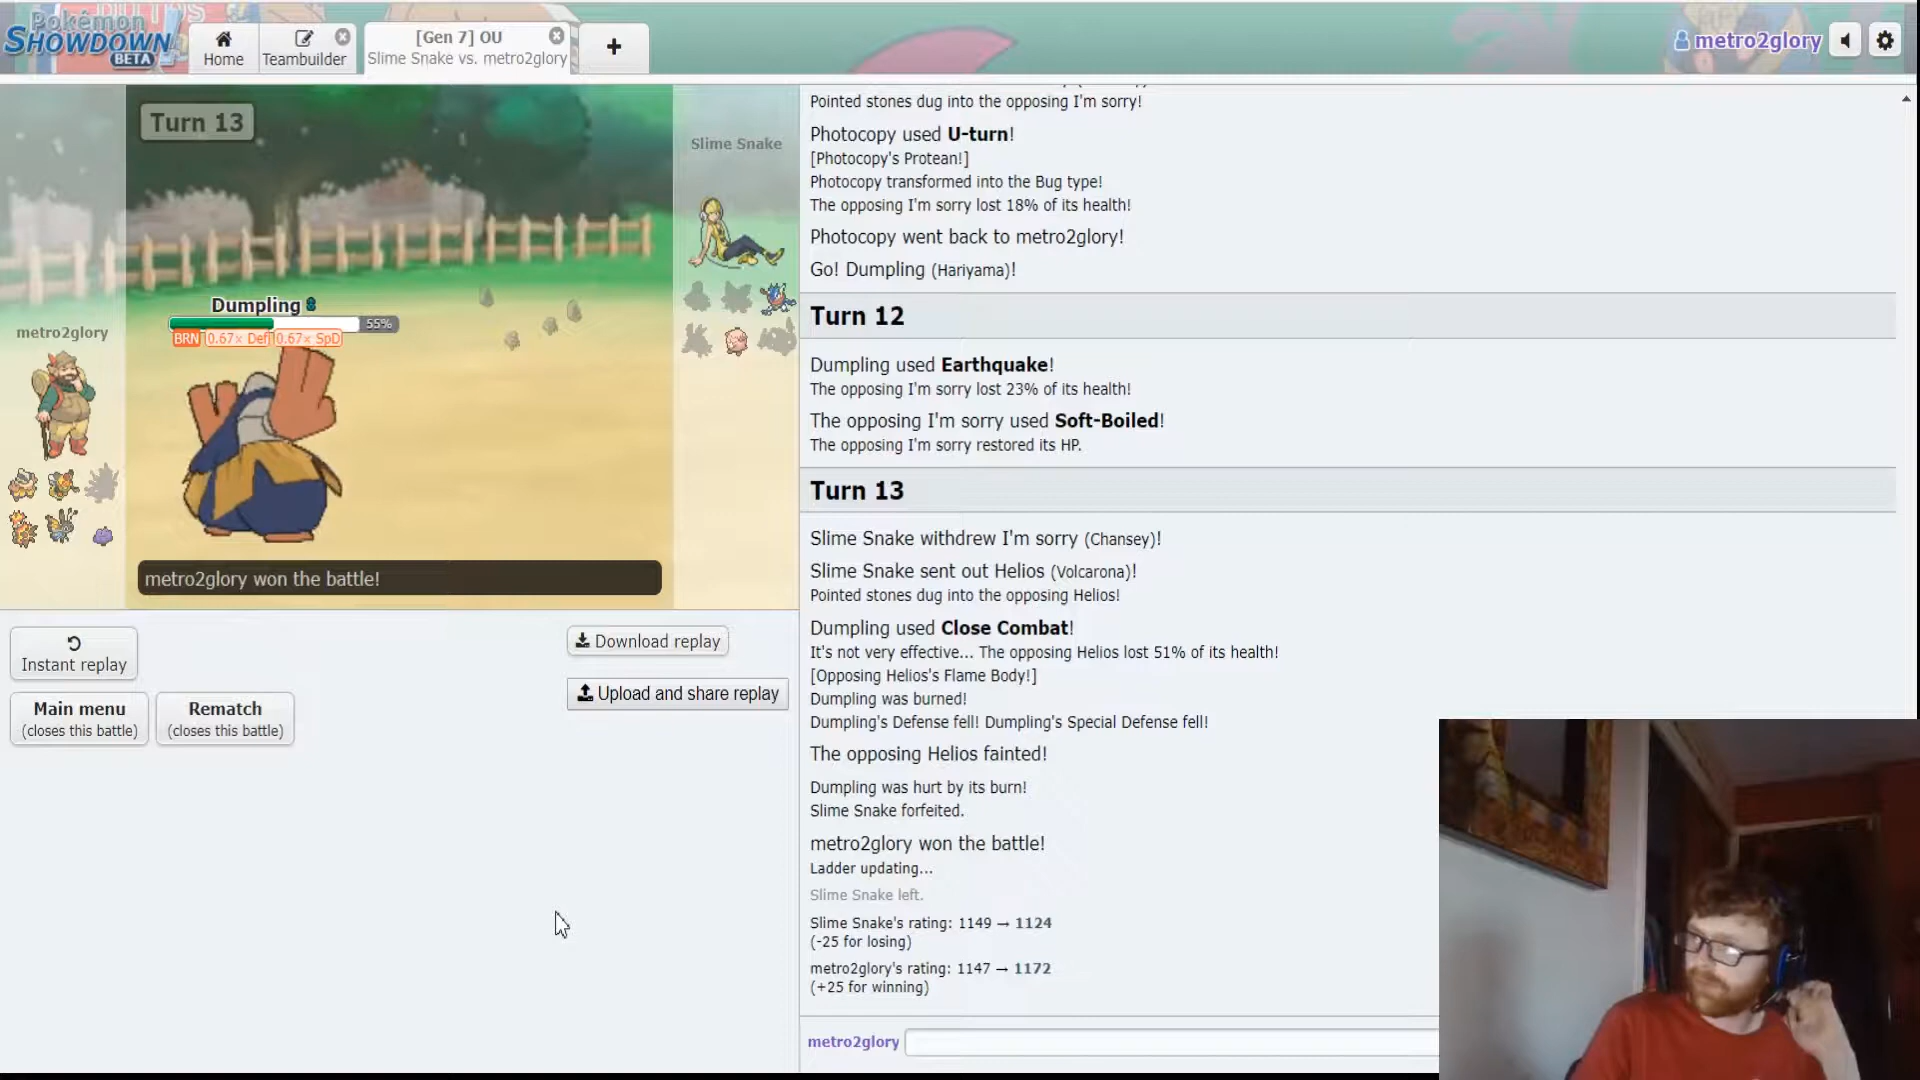 Pokémon
SHOWDOWN
BETA
Home
Teambuilder
[Gen 7] OU
Slime Snake vs. metro2glory
metro2glory
Turn 13
Slime Snake
Dumpling
55%
BRN 0.67× Def 0.67× SpD
metro2glory
metro2glory won the battle!
Instant replay
Download replay
Upload and share replay
Main menu
(closes this battle)
Rematch
(closes this battle)
Pointed stones dug into the opposing I'm sorry!
Photocopy used U-turn!
[Photocopy's Protean!]
Photocopy transformed into the Bug type!
The opposing I'm sorry lost 18% of its health!
Photocopy went back to metro2glory!
Go! Dumpling (Hariyama)!
Turn 12
Dumpling used Earthquake!
The opposing I'm sorry lost 23% of its health!
The opposing I'm sorry used Soft-Boiled!
The opposing I'm sorry restored its HP.
Turn 13
Slime Snake withdrew I'm sorry (Chansey)!
Slime Snake sent out Helios (Volcarona)!
Pointed stones dug into the opposing Helios!
Dumpling used Close Combat!
It's not very effective... The opposing Helios lost 51% of its health!
[Opposing Helios's Flame Body!]
Dumpling was burned!
Dumpling's Defense fell! Dumpling's Special Defense fell!
The opposing Helios fainted!
Dumpling was hurt by its burn!
Slime Snake forfeited.
metro2glory won the battle!
Ladder updating...
Slime Snake left.
Slime Snake's rating: 1149 → 1124
(-25 for losing)
metro2glory's rating: 1147 → 1172
(+25 for winning)
metro2glory